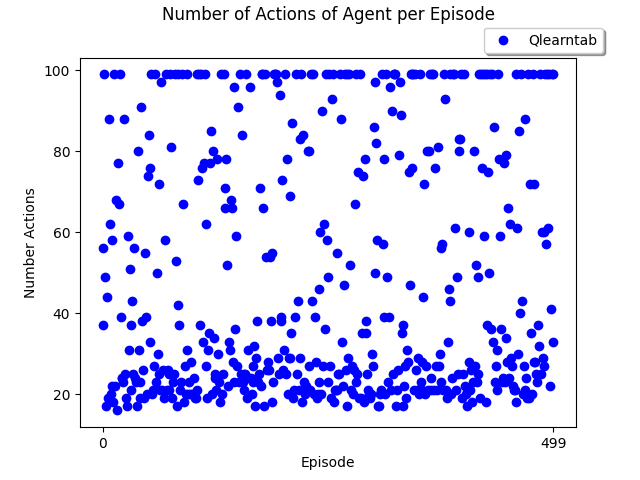 Number of Actions of Agent per Episode
Qlearntab
100
80
60
40
20
Number Actions
0
499
Episode